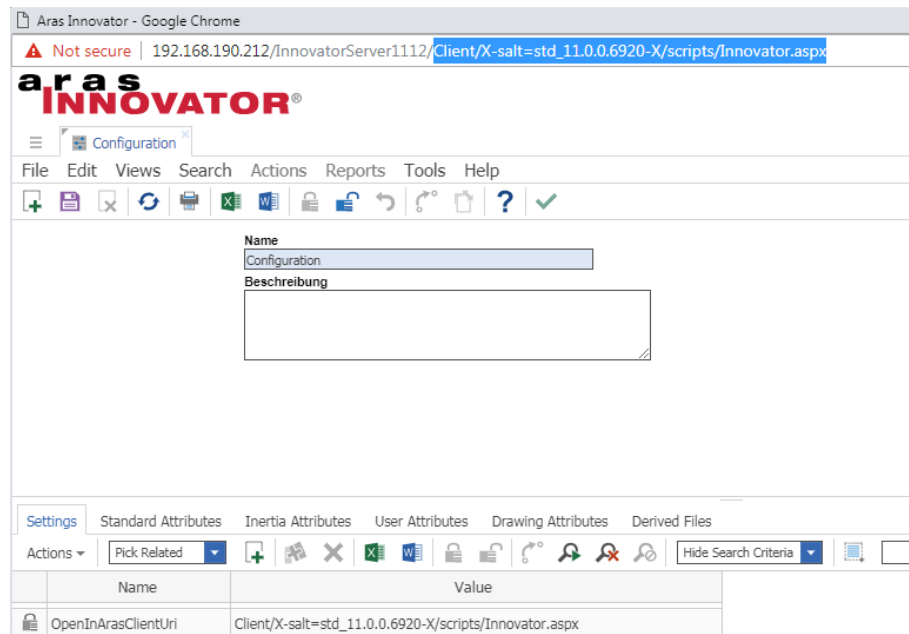 Aras Innovator - Google Chrome
Not secure | 192.168.190.212/InnovatorServer1112/Client/X-salt=std_11.0.0.6920-X/scripts/Innovator.aspx
aras
INNOVATOR®
Configuration
File Edit Views Search Actions Reports Tools Help
Name
Configuration
Beschreibung
Settings Standard Attributes Inertia Attributes User Attributes Drawing Attributes Derived Files
Actions Pick Related Hide Search Criteria
Name Value
OpenInArasClientUri Client/X-salt=std_11.0.0.6920-X/scripts/Innovator.aspx